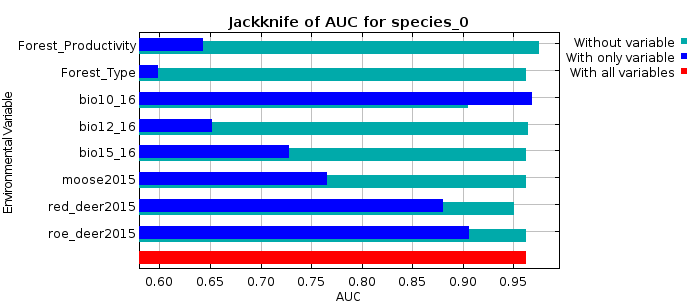 Jackknife of AUC for species_0
Environmental Variable
Forest_Productivity
Forest_Type
bio10_16
bio12_16
bio15_16
moose2015
red_deer2015
roe_deer2015
0.60 0.65 0.70 0.75 0.80 0.85 0.90 0.95
AUC
Without variable
With only variable
With all variables